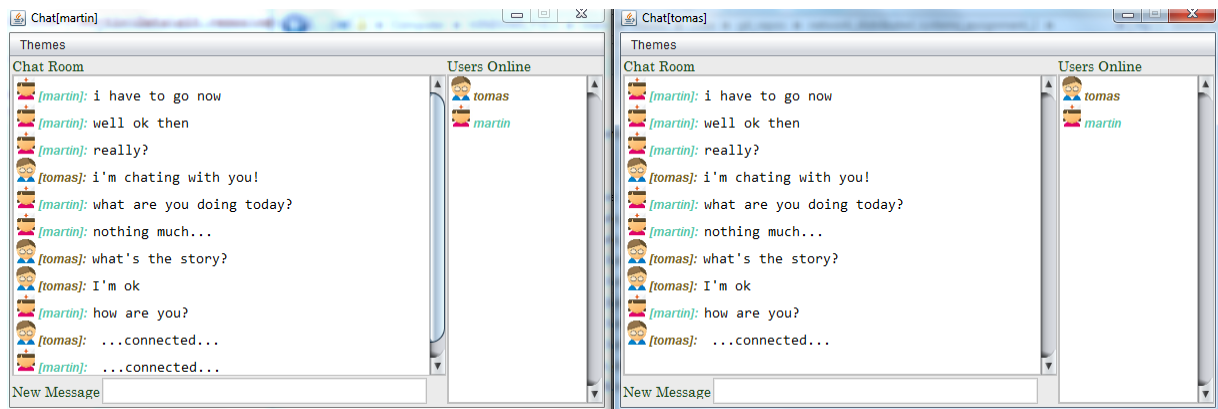 Chat[martin]
Themes
Chat Room
Users Online
[martin]: i have to go now
[martin]: well ok then
[martin]: really?
[tomas]: i'm chating with you!
[martin]: what are you doing today?
[martin]: nothing much...
[tomas]: what's the story?
[tomas]: I'm ok
[martin]: how are you?
[tomas]: ...connected...
[martin]: ...connected...
tomas
martin
New Message
Chat[tomas]
Themes
Chat Room
Users Online
[martin]: i have to go now
[martin]: well ok then
[martin]: really?
[tomas]: i'm chating with you!
[martin]: what are you doing today?
[martin]: nothing much...
[tomas]: what's the story?
[tomas]: I'm ok
[martin]: how are you?
[tomas]: ...connected...
tomas
martin
New Message